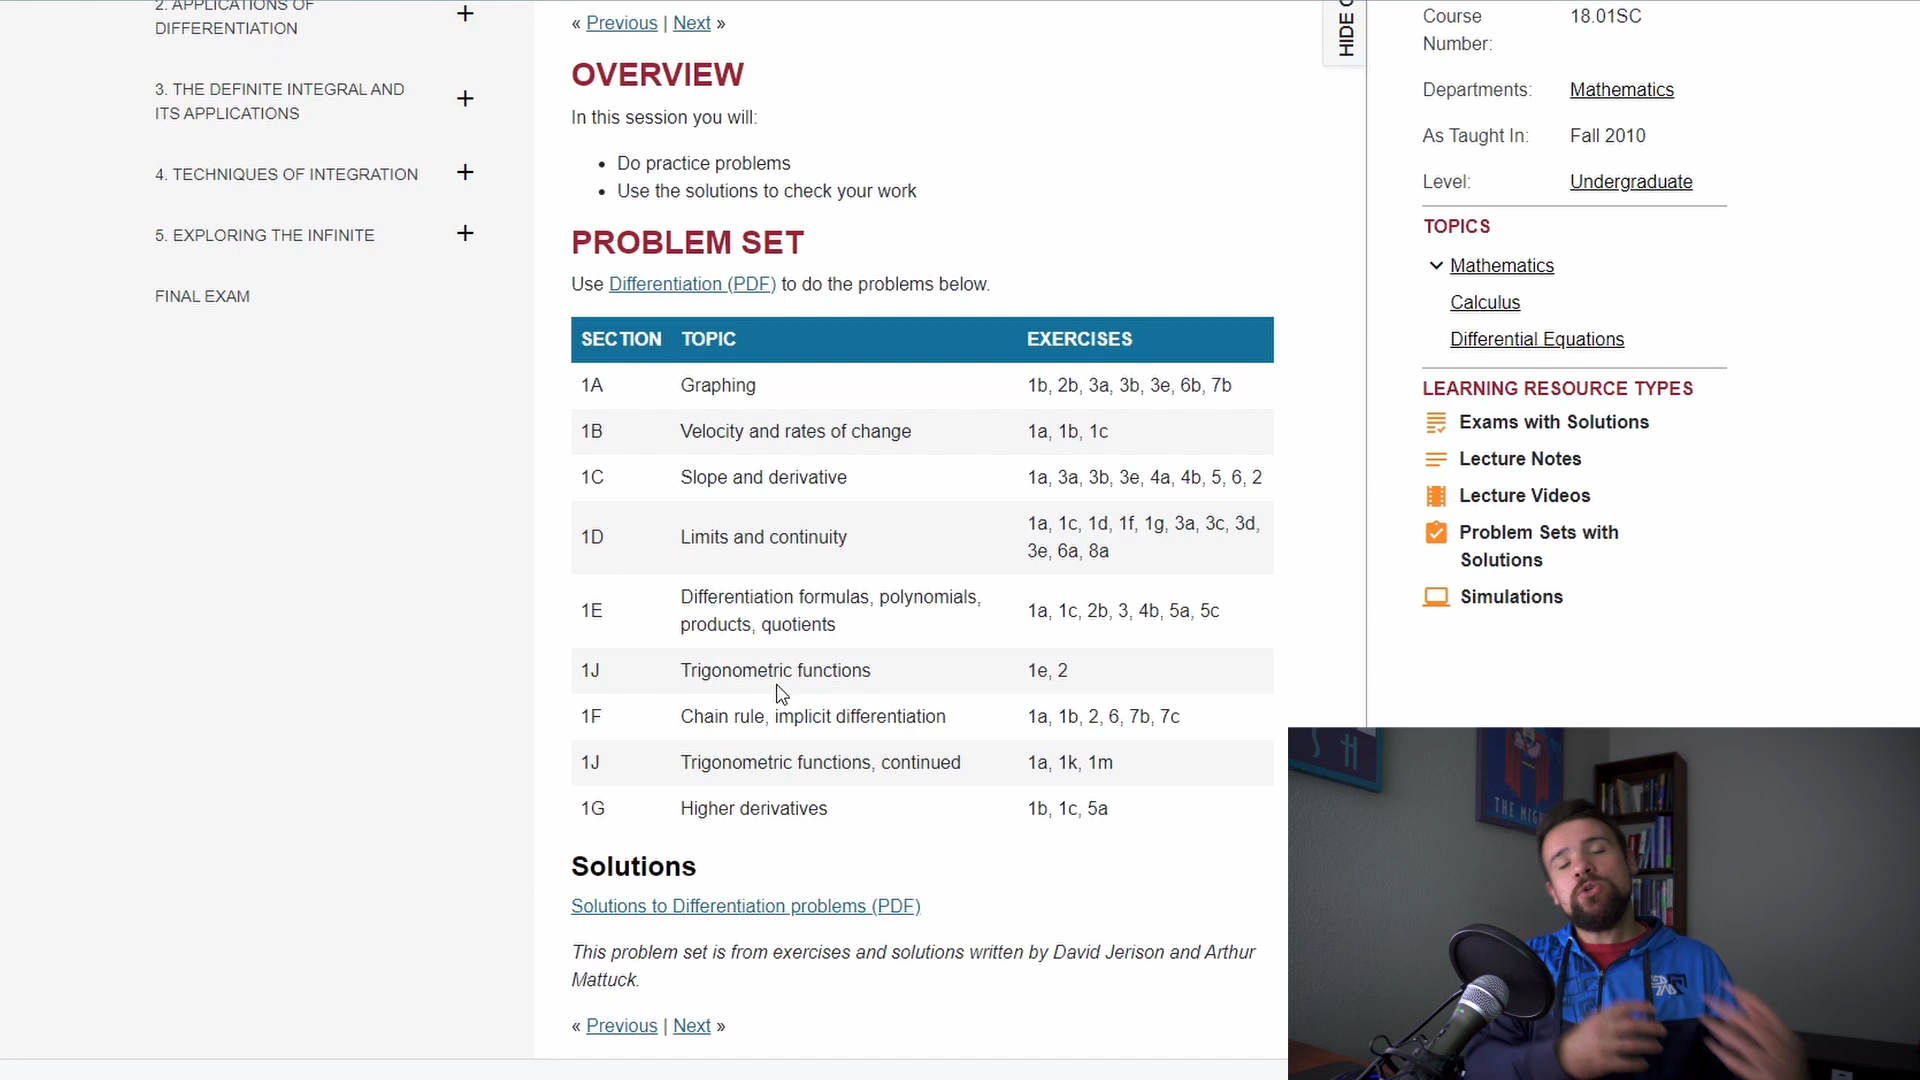 2. APPLICATIONS OF
DIFFERENTIATION
+
3. THE DEFINITE INTEGRAL AND
ITS APPLICATIONS
+
4. TECHNIQUES OF INTEGRATION
+
5. EXPLORING THE INFINITE
+
FINAL EXAM
« Previous | Next »
OVERVIEW
In this session you will:
• Do practice problems
• Use the solutions to check your work
PROBLEM SET
Use Differentiation (PDF) to do the problems below.
SECTION TOPIC EXERCISES
1A Graphing 1b, 2b, 3a, 3b, 3e, 6b, 7b
1B Velocity and rates of change 1a, 1b, 1c
1C Slope and derivative 1a, 3a, 3b, 3e, 4a, 4b, 5, 6, 2
1D Limits and continuity 1a, 1c, 1d, 1f, 1g, 3a, 3c, 3d,
3e, 6a, 8a
1E Differentiation formulas, polynomials,
products, quotients 1a, 1c, 2b, 3, 4b, 5a, 5c
1J Trigonometric functions 1e, 2
1F Chain rule, implicit differentiation 1a, 1b, 2, 6, 7b, 7c
1J Trigonometric functions, continued 1a, 1k, 1m
1G Higher derivatives 1b, 1c, 5a
Solutions
Solutions to Differentiation problems (PDF)
This problem set is from exercises and solutions written by David Jerison and Arthur
Mattuck.
« Previous | Next »
HIDE
Course
Number: 18.01SC
Departments: Mathematics
As Taught In: Fall 2010
Level: Undergraduate
TOPICS
Mathematics
Calculus
Differential Equations
LEARNING RESOURCE TYPES
Exams with Solutions
Lecture Notes
Lecture Videos
Problem Sets with
Solutions
Simulations
THE